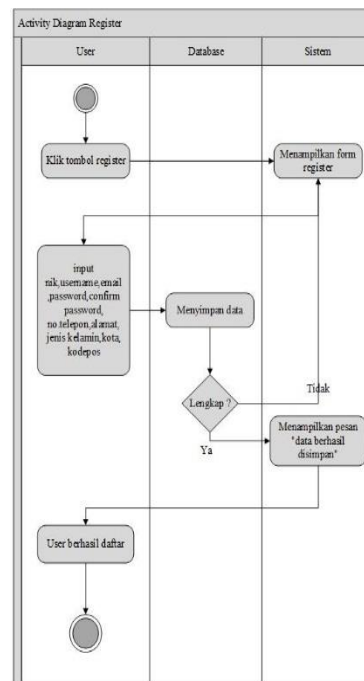 Activity Diagram Register
User
Database
Sistem
Klik tombol register
Menampilkan form
register
input
nik,username,email
,password,confirm
password,
no.telepon,alamat,
jenis kelamin,kota,
kodepos
Menyimpan data
Lengkap ?
Tidak
Ya
Menampilkan pesan
"data berhasil
disimpan"
User berhasil daftar